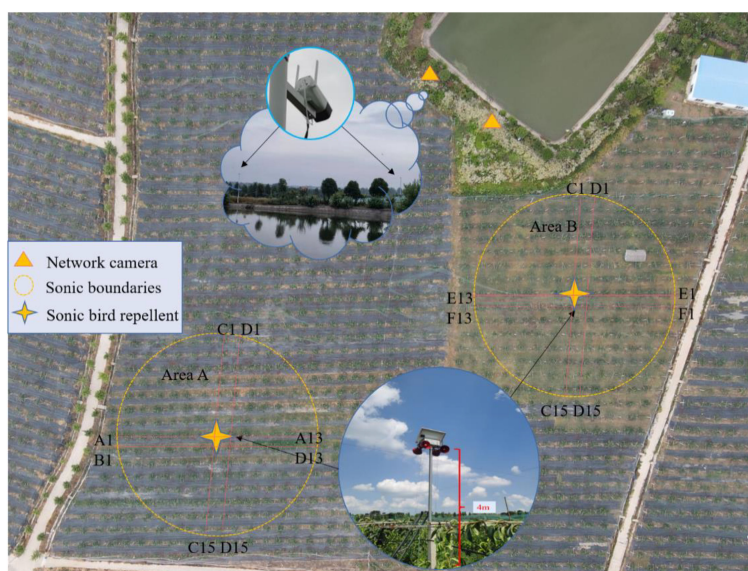 C1 D1
Area B
E13
F13
E1
F1
C15 D15
Network camera
Sonic boundaries
Sonic bird repellent
C1 D1
Area A
A1
B1
A13
D13
C15 D15
4m